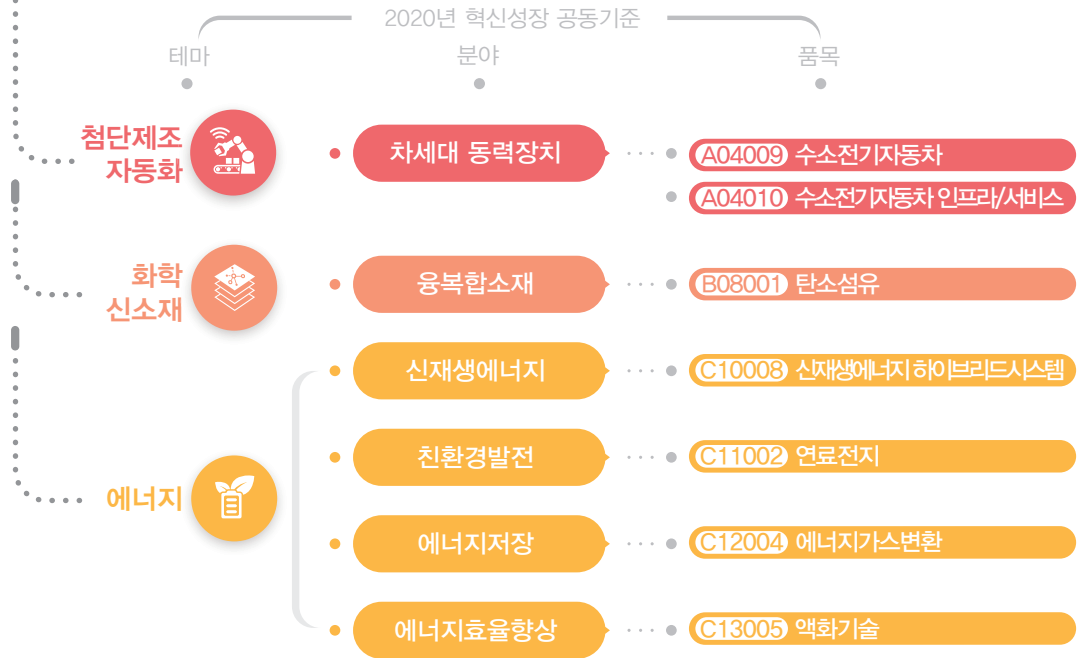 2020년 혁신성장 공동기준
테마
분야
품목
첨단제조
자동화
차세대 동력장치
A04009 수소전기자동차
A04010 수소전기자동차 인프라/서비스
화학
신소재
융복합소재
B08001 탄소섬유
에너지
신재생에너지
C10008 신재생에너지 하이브리드시스템
친환경발전
C11002 연료전지
에너지저장
C12004 에너지가스변환
에너지효율향상
C13005 액화기술